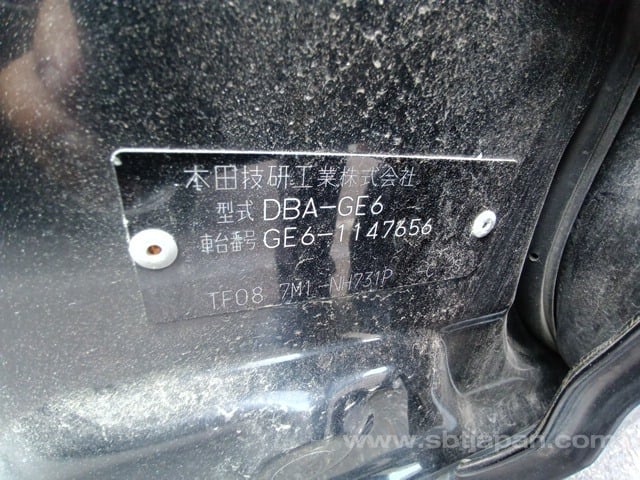 本田技研工業株式会社
型式 DBA-GE6
車台番号 GE6-1147656
TF08 7M1 NH731P C
www.sbtjapan.com